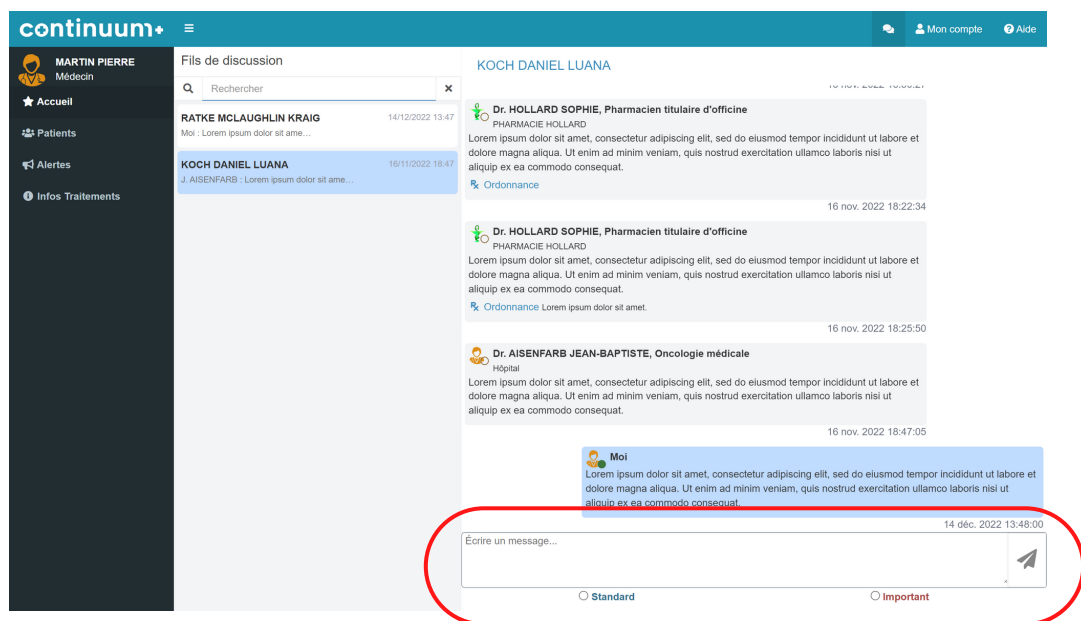 continuum+
Mon compte
Aide
MARTIN PIERRE
Médecin
Accueil
Patients
Alertes
Infos Traitements
Fils de discussion
Rechercher
RATKE MCLAUGHLIN KRAIG 14/12/2022 13:47
Moi : Lorem ipsum dolor sit ame…
KOCH DANIEL LUANA 16/11/2022 18:47
J. AISENFARB : Lorem ipsum dolor sit ame…
KOCH DANIEL LUANA
Dr. HOLLARD SOPHIE, Pharmacien titulaire d'officine
PHARMACIE HOLLARD
Lorem ipsum dolor sit amet, consectetur adipiscing elit, sed do eiusmod tempor incididunt ut labore et
dolore magna aliqua. Ut enim ad minim veniam, quis nostrud exercitation ullamco laboris nisi ut
aliquip ex ea commodo consequat.
Ordonnance
16 nov. 2022 18:22:34
Dr. HOLLARD SOPHIE, Pharmacien titulaire d'officine
PHARMACIE HOLLARD
Lorem ipsum dolor sit amet, consectetur adipiscing elit, sed do eiusmod tempor incididunt ut labore et
dolore magna aliqua. Ut enim ad minim veniam, quis nostrud exercitation ullamco laboris nisi ut
aliquip ex ea commodo consequat.
Ordonnance Lorem ipsum dolor sit amet.
16 nov. 2022 18:25:50
Dr. AISENFARB JEAN-BAPTISTE, Oncologie médicale
Hôpital
Lorem ipsum dolor sit amet, consectetur adipiscing elit, sed do eiusmod tempor incididunt ut labore et
dolore magna aliqua. Ut enim ad minim veniam, quis nostrud exercitation ullamco laboris nisi ut
aliquip ex ea commodo consequat.
16 nov. 2022 18:47:05
Moi
Lorem ipsum dolor sit amet, consectetur adipiscing elit, sed do eiusmod tempor incididunt ut labore et
dolore magna aliqua. Ut enim ad minim veniam, quis nostrud exercitation ullamco laboris nisi ut
aliquip ex ea commodo consequat.
14 déc. 2022 13:48:00
Écrire un message...
Standard
Important